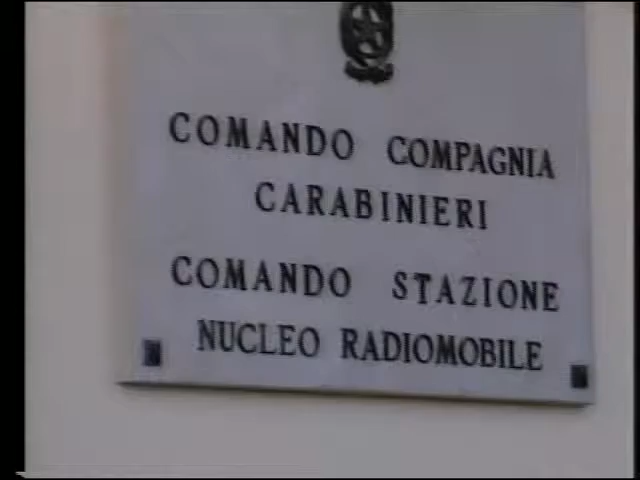 COMANDO COMPAGNIA
CARABINIERI
COMANDO STAZIONE
NUCLEO RADIOMOBILE